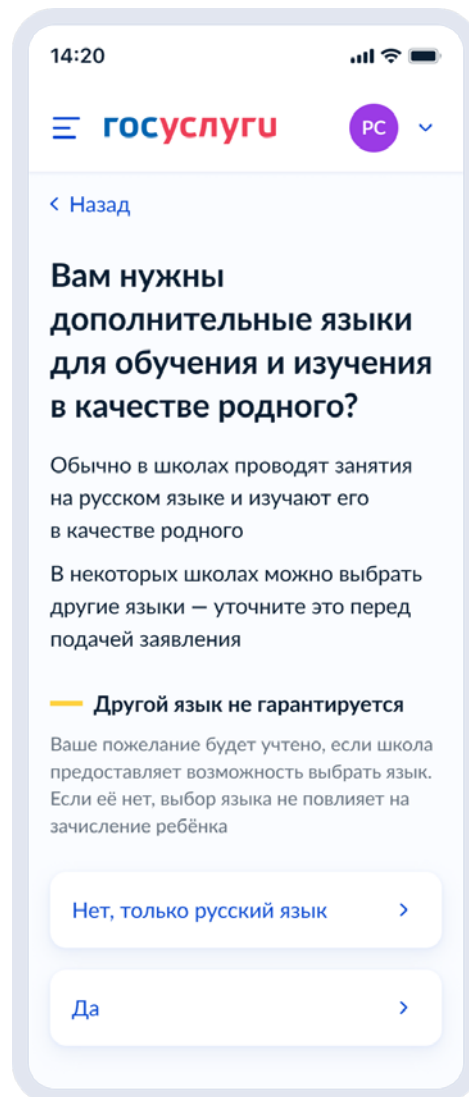 14:20
госуслуги
РС
Назад
Вам нужны
дополнительные языки
для обучения и изучения
в качестве родного?
Обычно в школах проводят занятия
на русском языке и изучают его
в качестве родного
В некоторых школах можно выбрать
другие языки — уточните это перед
подачей заявления
Другой язык не гарантируется
Ваше пожелание будет учтено, если школа
предоставляет возможность выбрать язык.
Если её нет, выбор языка не повлияет на
зачисление ребёнка
Нет, только русский язык
Да